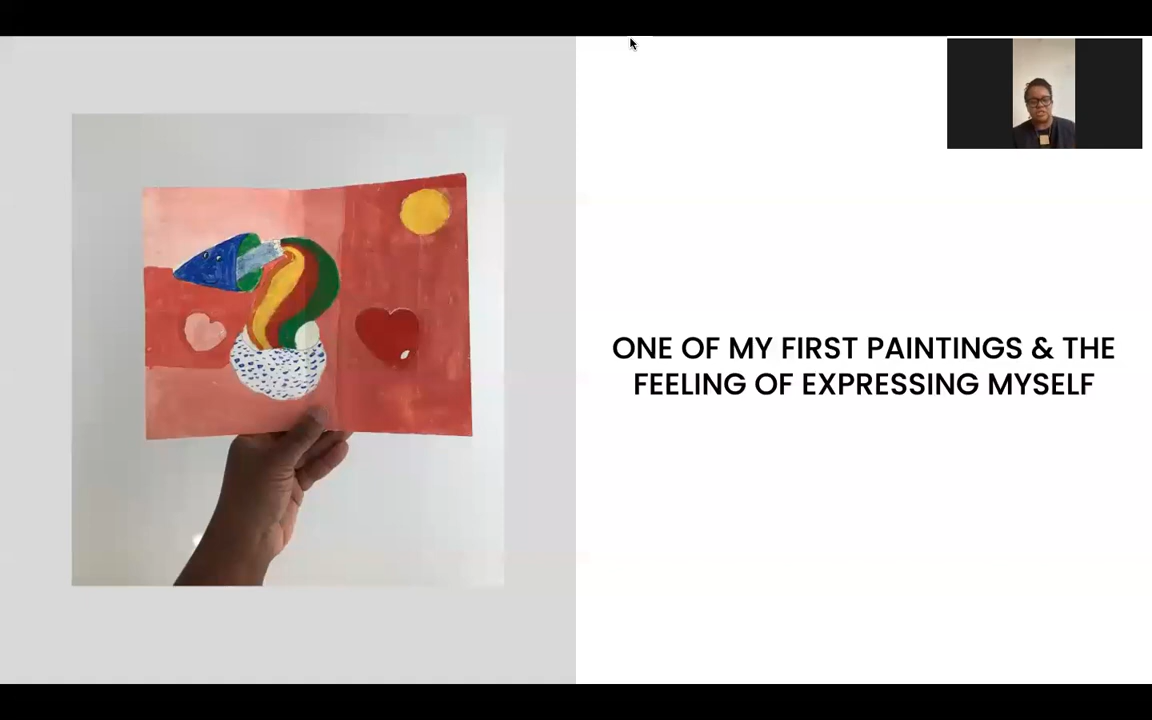 ONE OF MY FIRST PAINTINGS & THE
FEELING OF EXPRESSING MYSELF